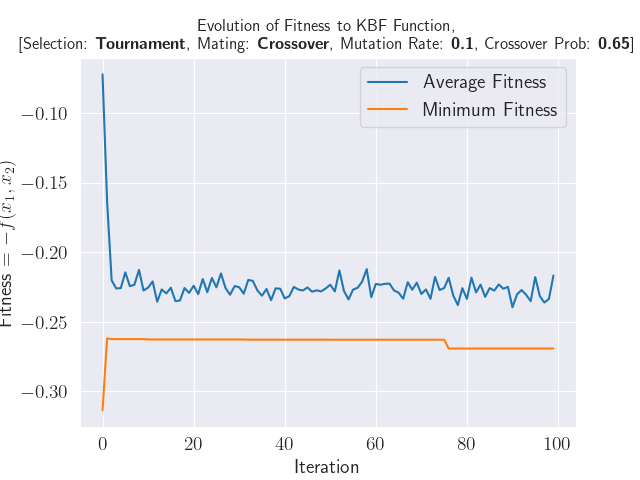 Evolution of Fitness to KBF Function,
[Selection: Tournament, Mating: Crossover, Mutation Rate: 0.1, Crossover Prob: 0.65]
Average Fitness
Minimum Fitness
Fitness = −f(x₁, x₂)
−0.10
−0.15
−0.20
−0.25
−0.30
0 20 40 60 80 100
Iteration